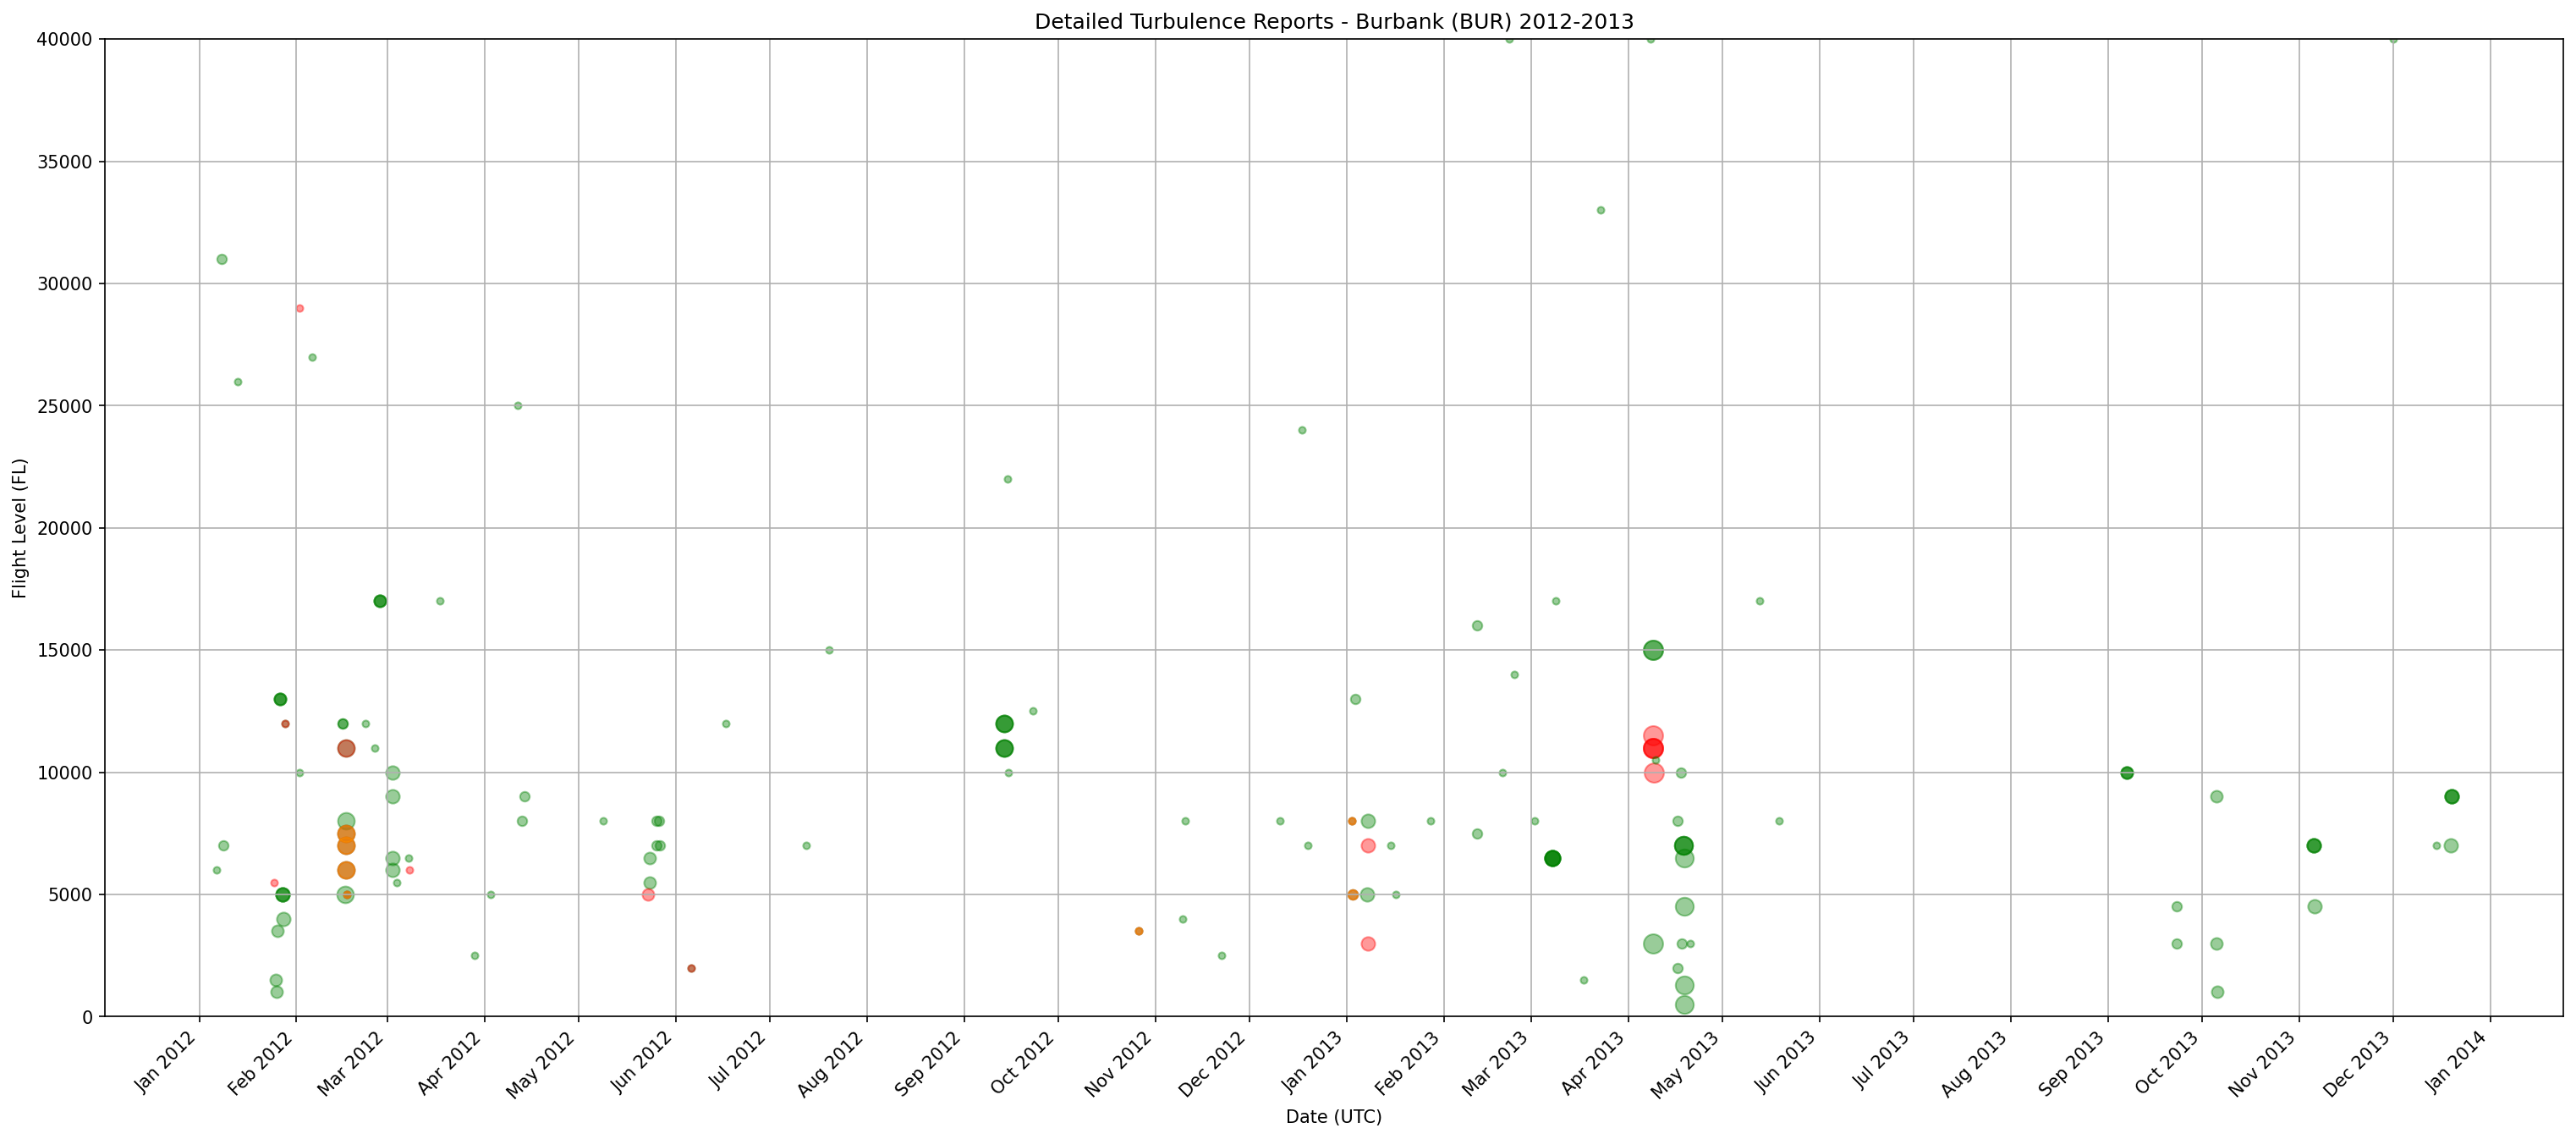 Detailed Turbulence Reports - Burbank (BUR) 2012-2013
Flight Level (FL)
40000
35000
30000
25000
20000
15000
10000
5000
0
Jan 2012
Feb 2012
Mar 2012
Apr 2012
May 2012
Jun 2012
Jul 2012
Aug 2012
Sep 2012
Oct 2012
Nov 2012
Dec 2012
Jan 2013
Feb 2013
Mar 2013
Apr 2013
May 2013
Jun 2013
Jul 2013
Aug 2013
Sep 2013
Oct 2013
Nov 2013
Dec 2013
Jan 2014
Date (UTC)